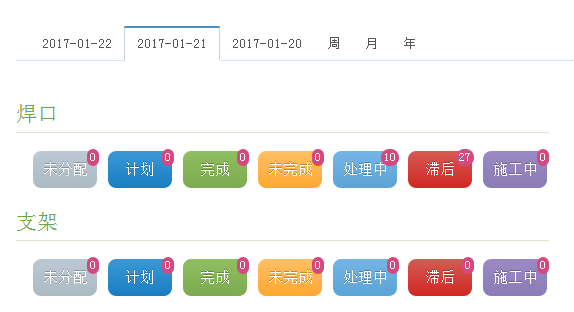 2017-01-22 2017-01-21 2017-01-20 周 月 年
焊口
未分配 0 计划 0 完成 0 未完成 0 处理中 10 滞后 27 施工中 0
支架
未分配 0 计划 0 完成 0 未完成 0 处理中 0 滞后 0 施工中 0